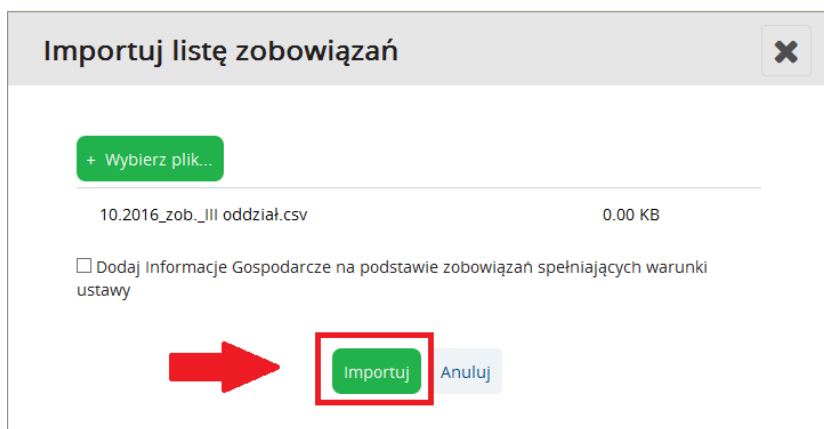 Importuj listę zobowiązań
+ Wybierz plik...
10.2016_zob._III oddział.csv 0.00 KB
Dodaj Informacje Gospodarcze na podstawie zobowiązań spełniających warunki
ustawy
Importuj Anuluj